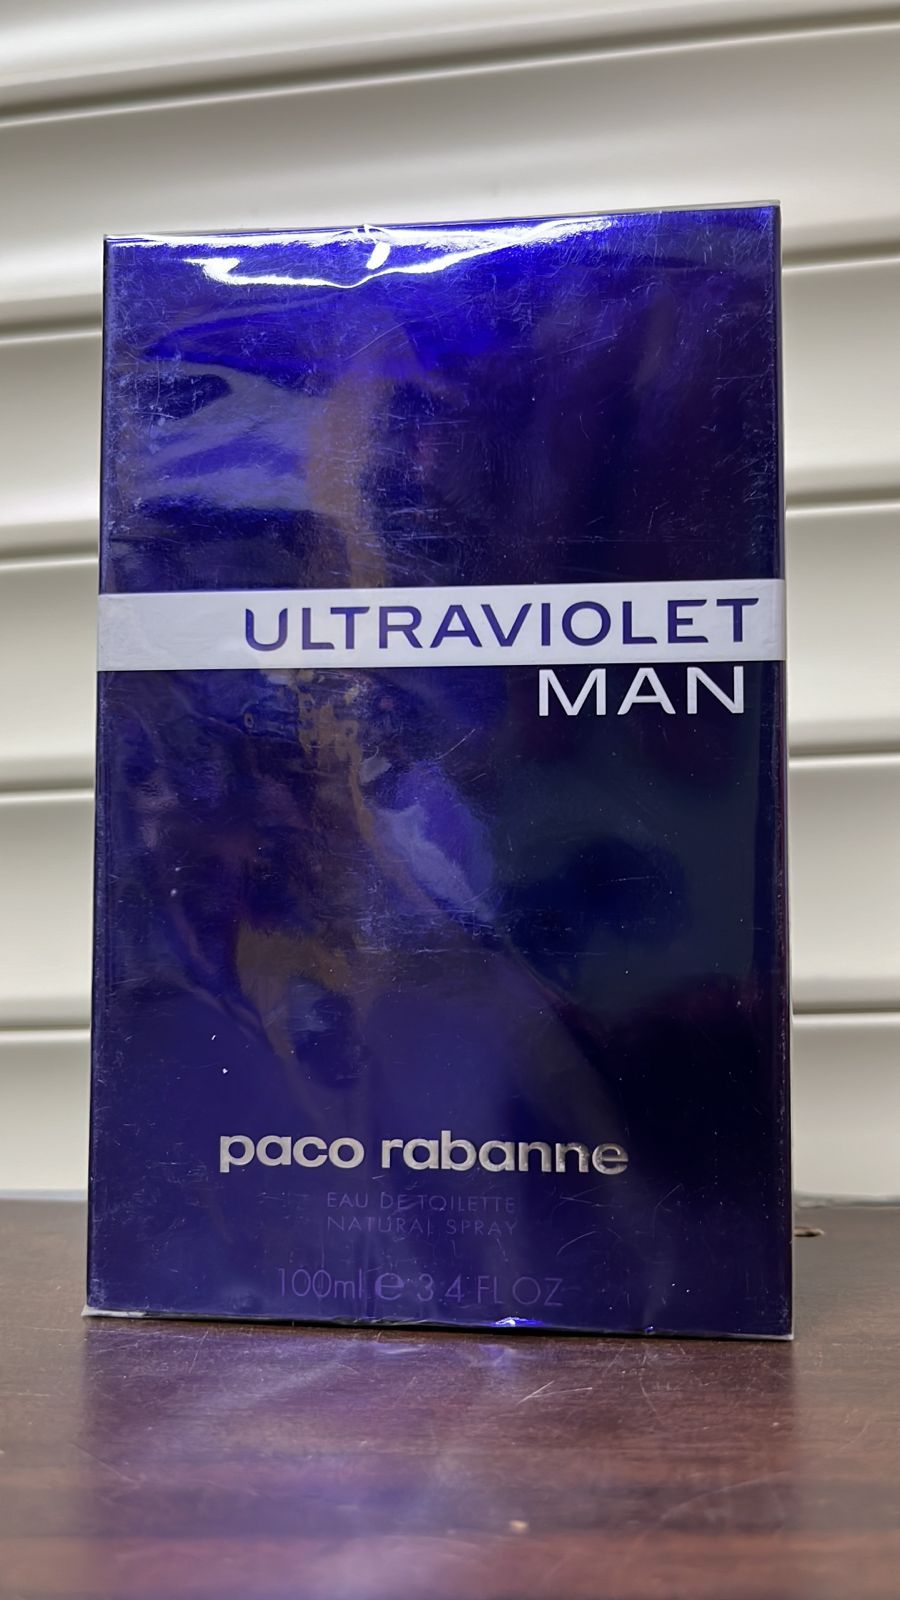 ULTRAVIOLET
MAN
paco rabanne
EAU DE TOILETTE
NATURAL SPRAY
100ml e 3.4 FL OZ